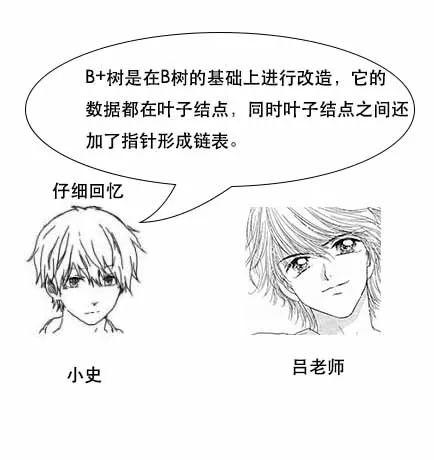 B+树是在B树的基础上进行改造，它的
数据都在叶子结点，同时叶子结点之间还
加了指针形成链表。
仔细回忆
小史
吕老师